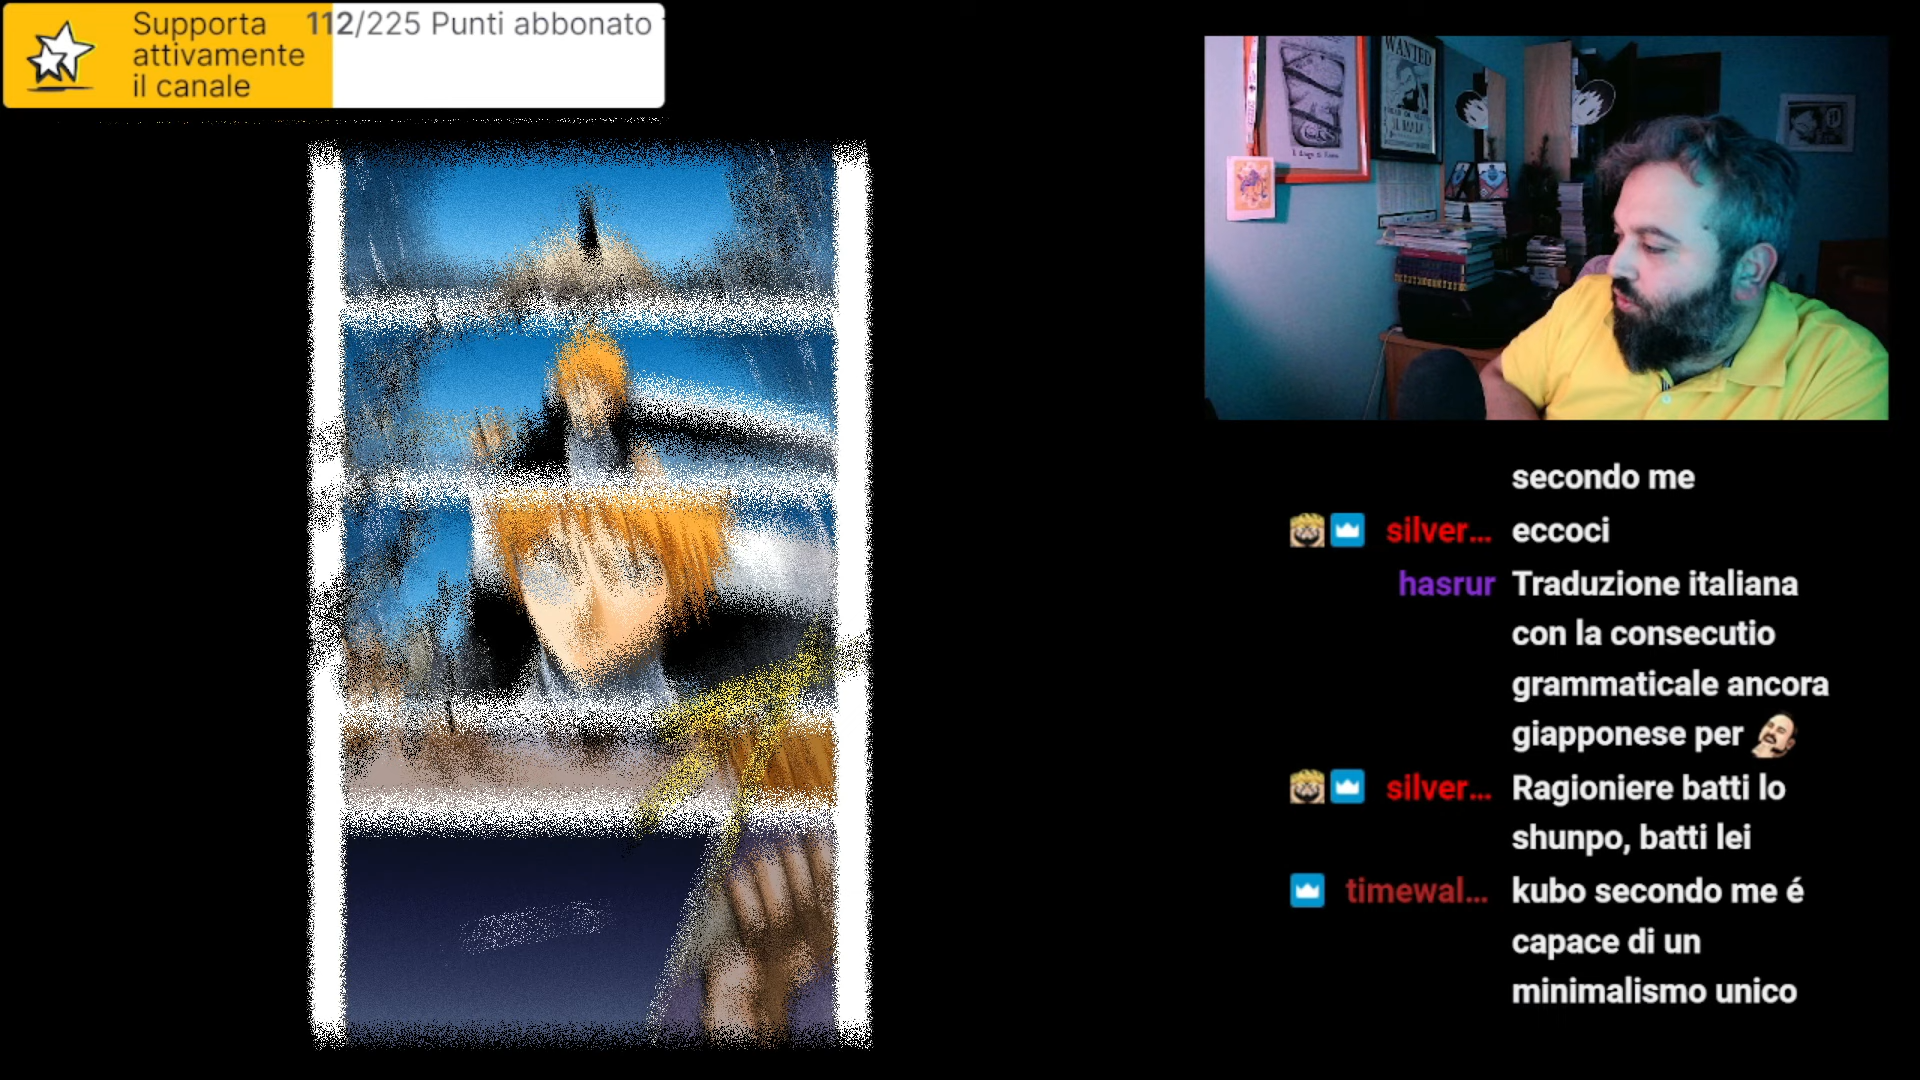 Supporta
attivamente
il canale
112/225 Punti abbonato
WANTED
secondo me
silver... eccoci
hasrur Traduzione italiana
con la consecutio
grammaticale ancora
giapponese per
silver... Ragioniere batti lo
shunpo, batti lei
timewal... kubo secondo me é
capace di un
minimalismo unico